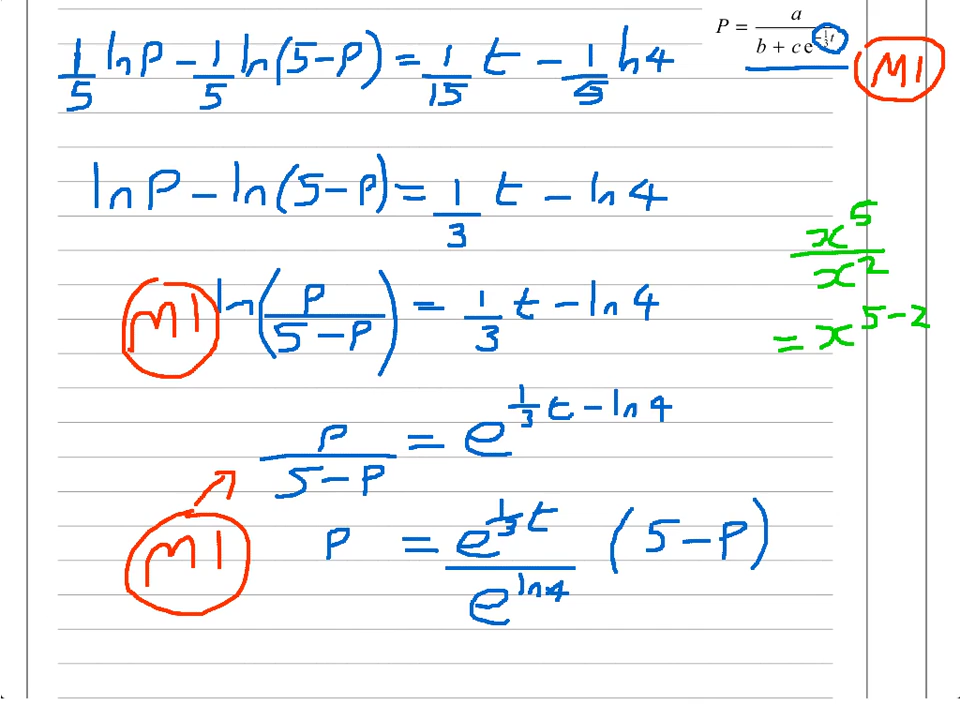 P = a / (b + ce^(-1/3 t))
1/5 ln P - 1/5 ln(5-P) = 1/15 t - 1/5 ln 4 M1
ln P - ln(5-P) = 1/3 t - ln 4
x^5 / x^2
M1 ln(P / (5-P)) = 1/3 t - ln 4
= x^(5-2)
P / (5-P) = e^(1/3 t - ln 4)
M1 P = e^(1/3 t) / e^(ln 4) (5-P)